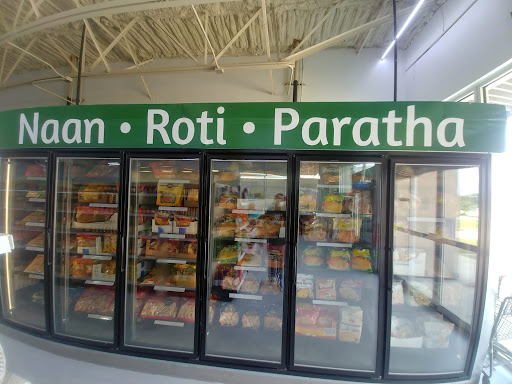 Naan • Roti • Paratha